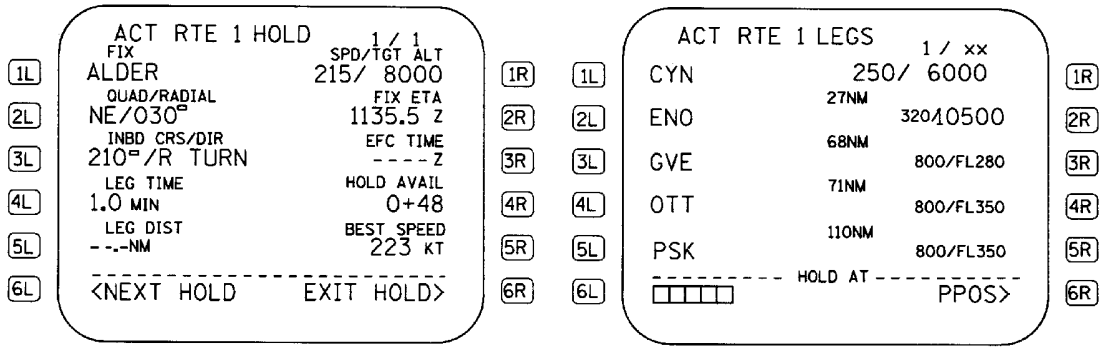 ACT RTE 1 HOLD 1 / 1
FIX SPD/TGT ALT
1L ALDER 215/ 8000 1R
QUAD/RADIAL FIX ETA
2L NE/030° 1135.5 Z 2R
INBD CRS/DIR EFC TIME
3L 210°/R TURN ----Z 3R
LEG TIME HOLD AVAIL
4L 1.0 MIN 0+48 4R
LEG DIST BEST SPEED
5L --.-NM 223 KT 5R
6L <NEXT HOLD EXIT HOLD> 6R
ACT RTE 1 LEGS 1 / xx
1L CYN 250/ 6000 1R
27NM
2L ENO 320/10500 2R
68NM
3L GVE 800/FL280 3R
71NM
4L OTT 800/FL350 4R
110NM
5L PSK 800/FL350 5R
HOLD AT
6L PPOS> 6R